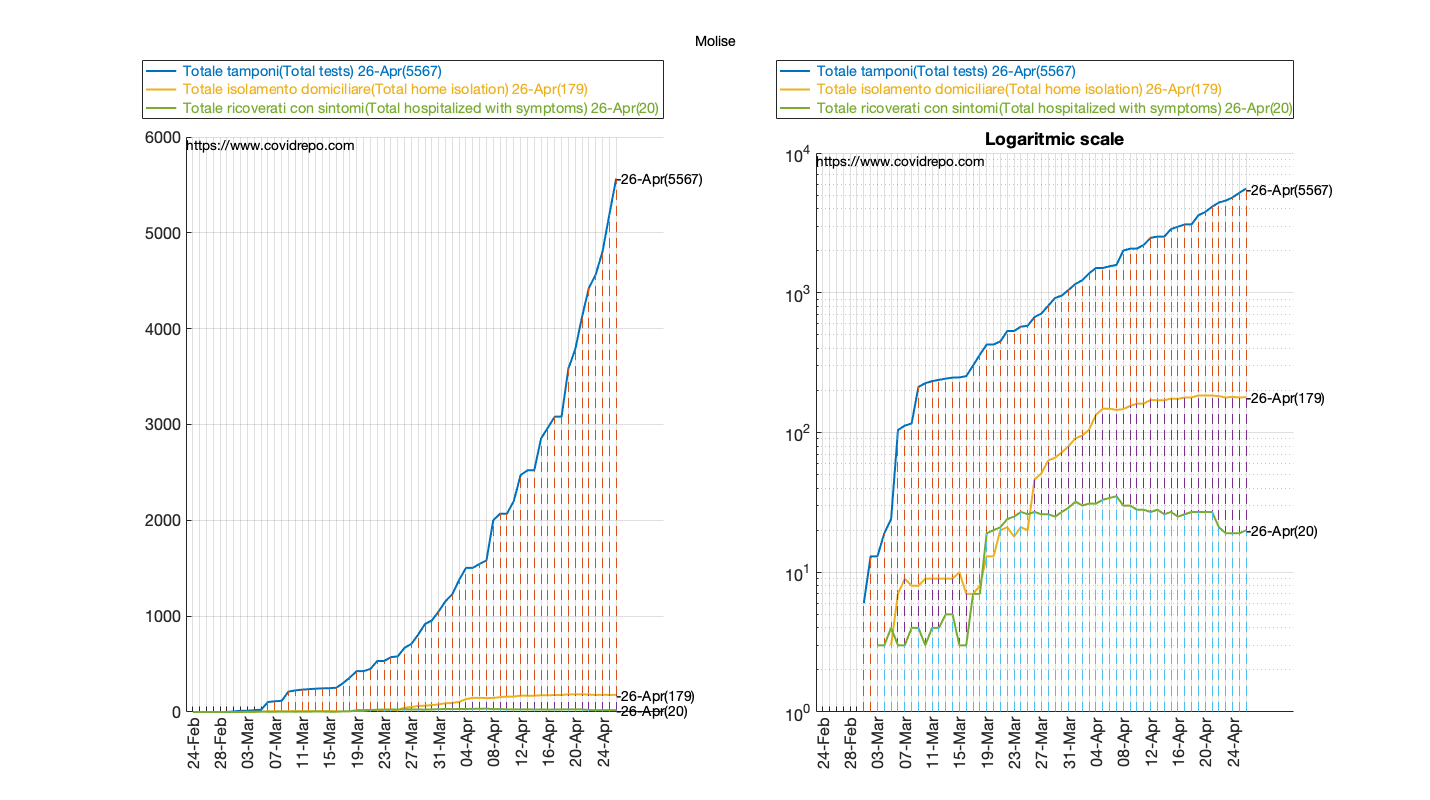 Molise
Totale tamponi(Total tests) 26-Apr(5567)
Totale isolamento domiciliare(Total home isolation) 26-Apr(179)
Totale ricoverati con sintomi(Total hospitalized with symptoms) 26-Apr(20)
6000
5000
4000
3000
2000
1000
0
https://www.covidrepo.com
26-Apr(5567)
26-Apr(179)
26-Apr(20)
24-Feb
28-Feb
03-Mar
07-Mar
11-Mar
15-Mar
19-Mar
23-Mar
27-Mar
31-Mar
04-Apr
08-Apr
12-Apr
16-Apr
20-Apr
24-Apr
Totale tamponi(Total tests) 26-Apr(5567)
Totale isolamento domiciliare(Total home isolation) 26-Apr(179)
Totale ricoverati con sintomi(Total hospitalized with symptoms) 26-Apr(20)
Logaritmic scale
10^4
10^3
10^2
10^1
10^0
https://www.covidrepo.com
26-Apr(5567)
26-Apr(179)
26-Apr(20)
24-Feb
28-Feb
03-Mar
07-Mar
11-Mar
15-Mar
19-Mar
23-Mar
27-Mar
31-Mar
04-Apr
08-Apr
12-Apr
16-Apr
20-Apr
24-Apr